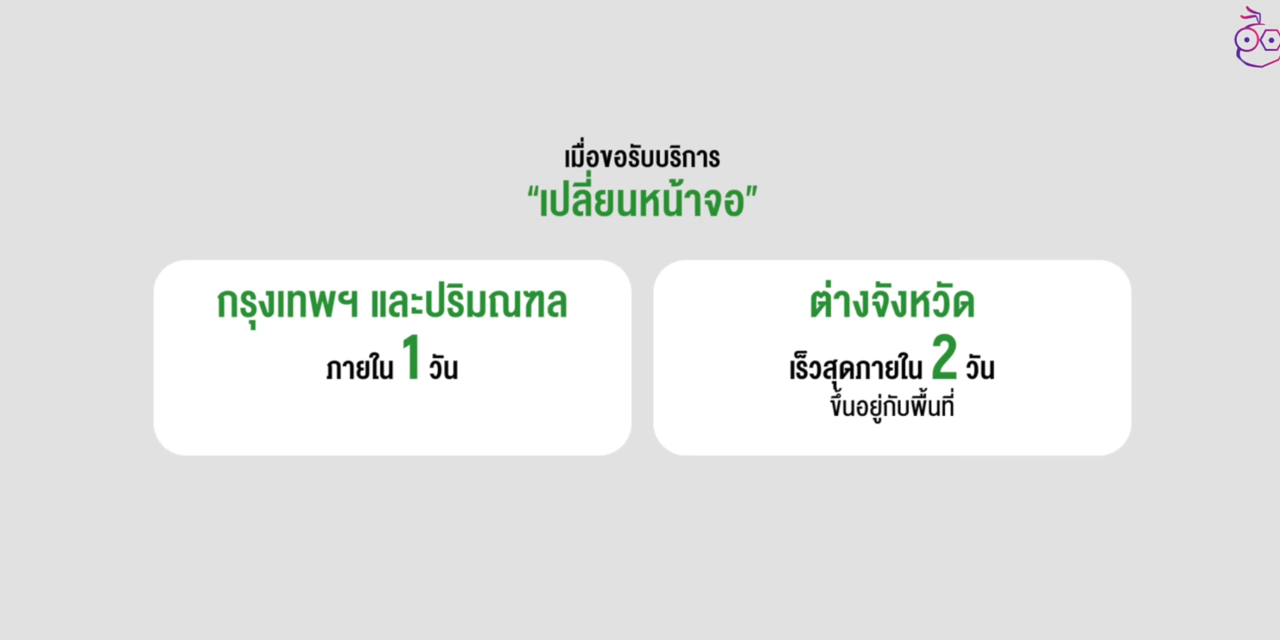 เมื่อขอรับบริการ
“เปลี่ยนหน้าจอ”
กรุงเทพฯ และปริมณฑล
ภายใน 1 วัน
ต่างจังหวัด
เร็วสุดภายใน 2 วัน
ขึ้นอยู่กับพื้นที่